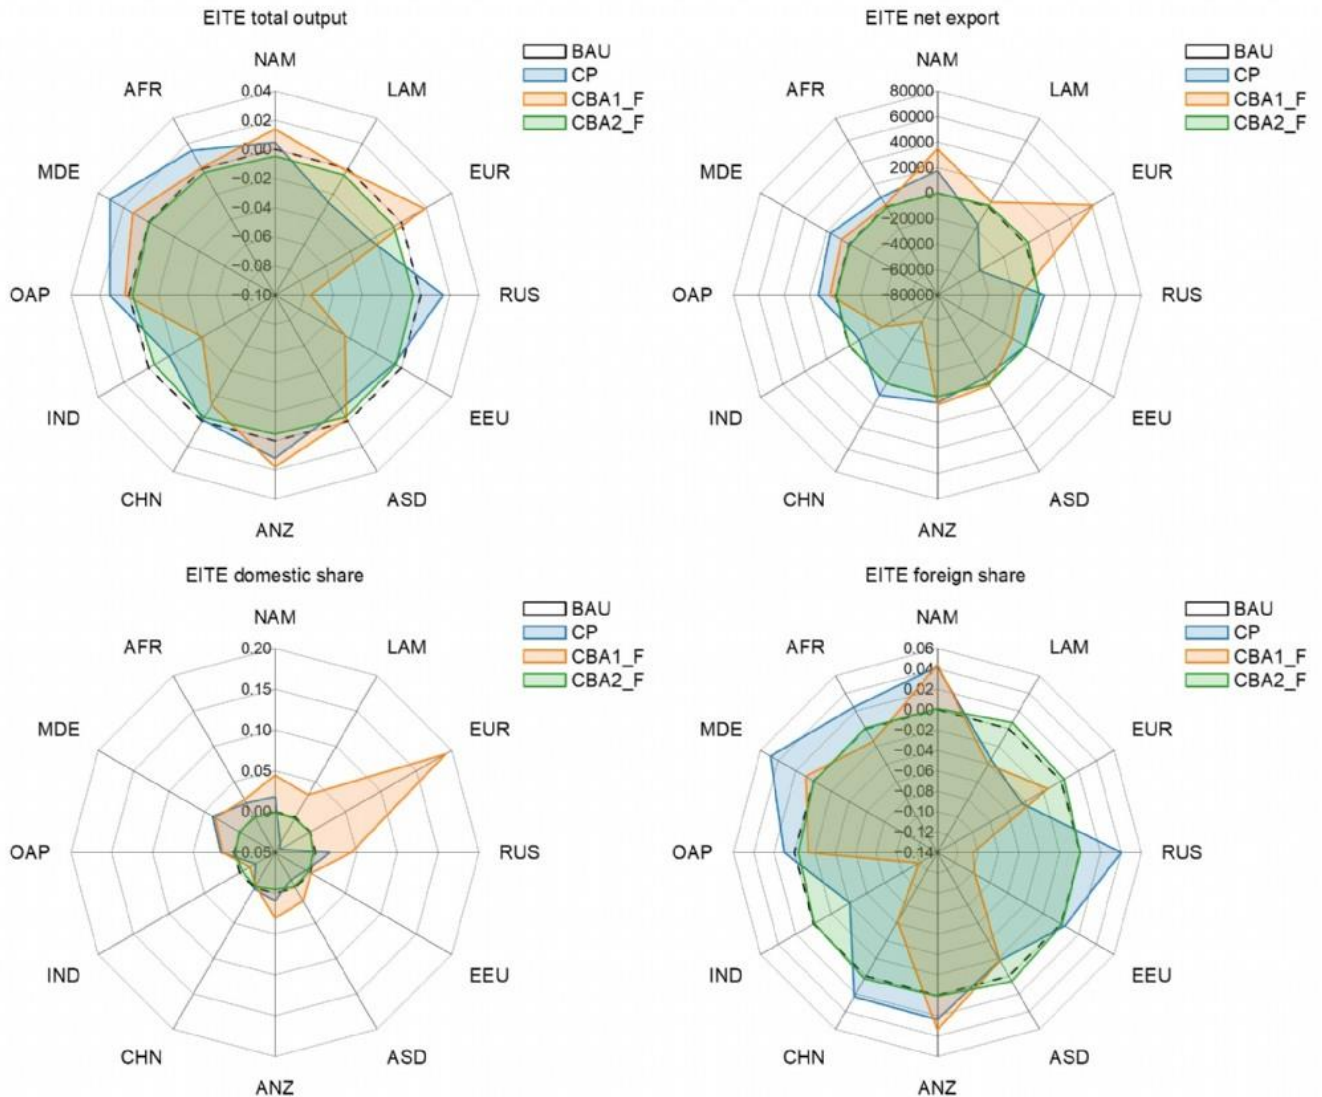 EITE total output
NAM
LAM
EUR
RUS
EEU
ASD
ANZ
CHN
IND
OAP
MDE
AFR
0.04
0.02
0.00
−0.02
−0.04
−0.06
−0.08
−0.10
BAU
CP
CBA1_F
CBA2_F
EITE net export
NAM
LAM
EUR
RUS
EEU
ASD
ANZ
CHN
IND
OAP
MDE
AFR
80000
60000
40000
20000
0
−20000
−40000
−60000
−80000
BAU
CP
CBA1_F
CBA2_F
EITE domestic share
NAM
LAM
EUR
RUS
EEU
ASD
ANZ
CHN
IND
OAP
MDE
AFR
0.20
0.15
0.10
0.05
0.00
−0.05
BAU
CP
CBA1_F
CBA2_F
EITE foreign share
NAM
LAM
EUR
RUS
EEU
ASD
ANZ
CHN
IND
OAP
MDE
AFR
0.06
0.04
0.02
0.00
−0.02
−0.04
−0.06
−0.08
−0.10
−0.12
−0.14
BAU
CP
CBA1_F
CBA2_F